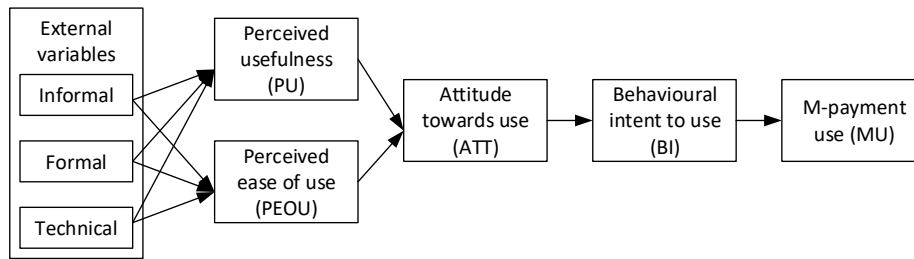 External
variables
Informal
Formal
Technical
Perceived
usefulness
(PU)
Perceived
ease of use
(PEOU)
Attitude
towards use
(ATT)
Behavioural
intent to use
(BI)
M-payment
use (MU)